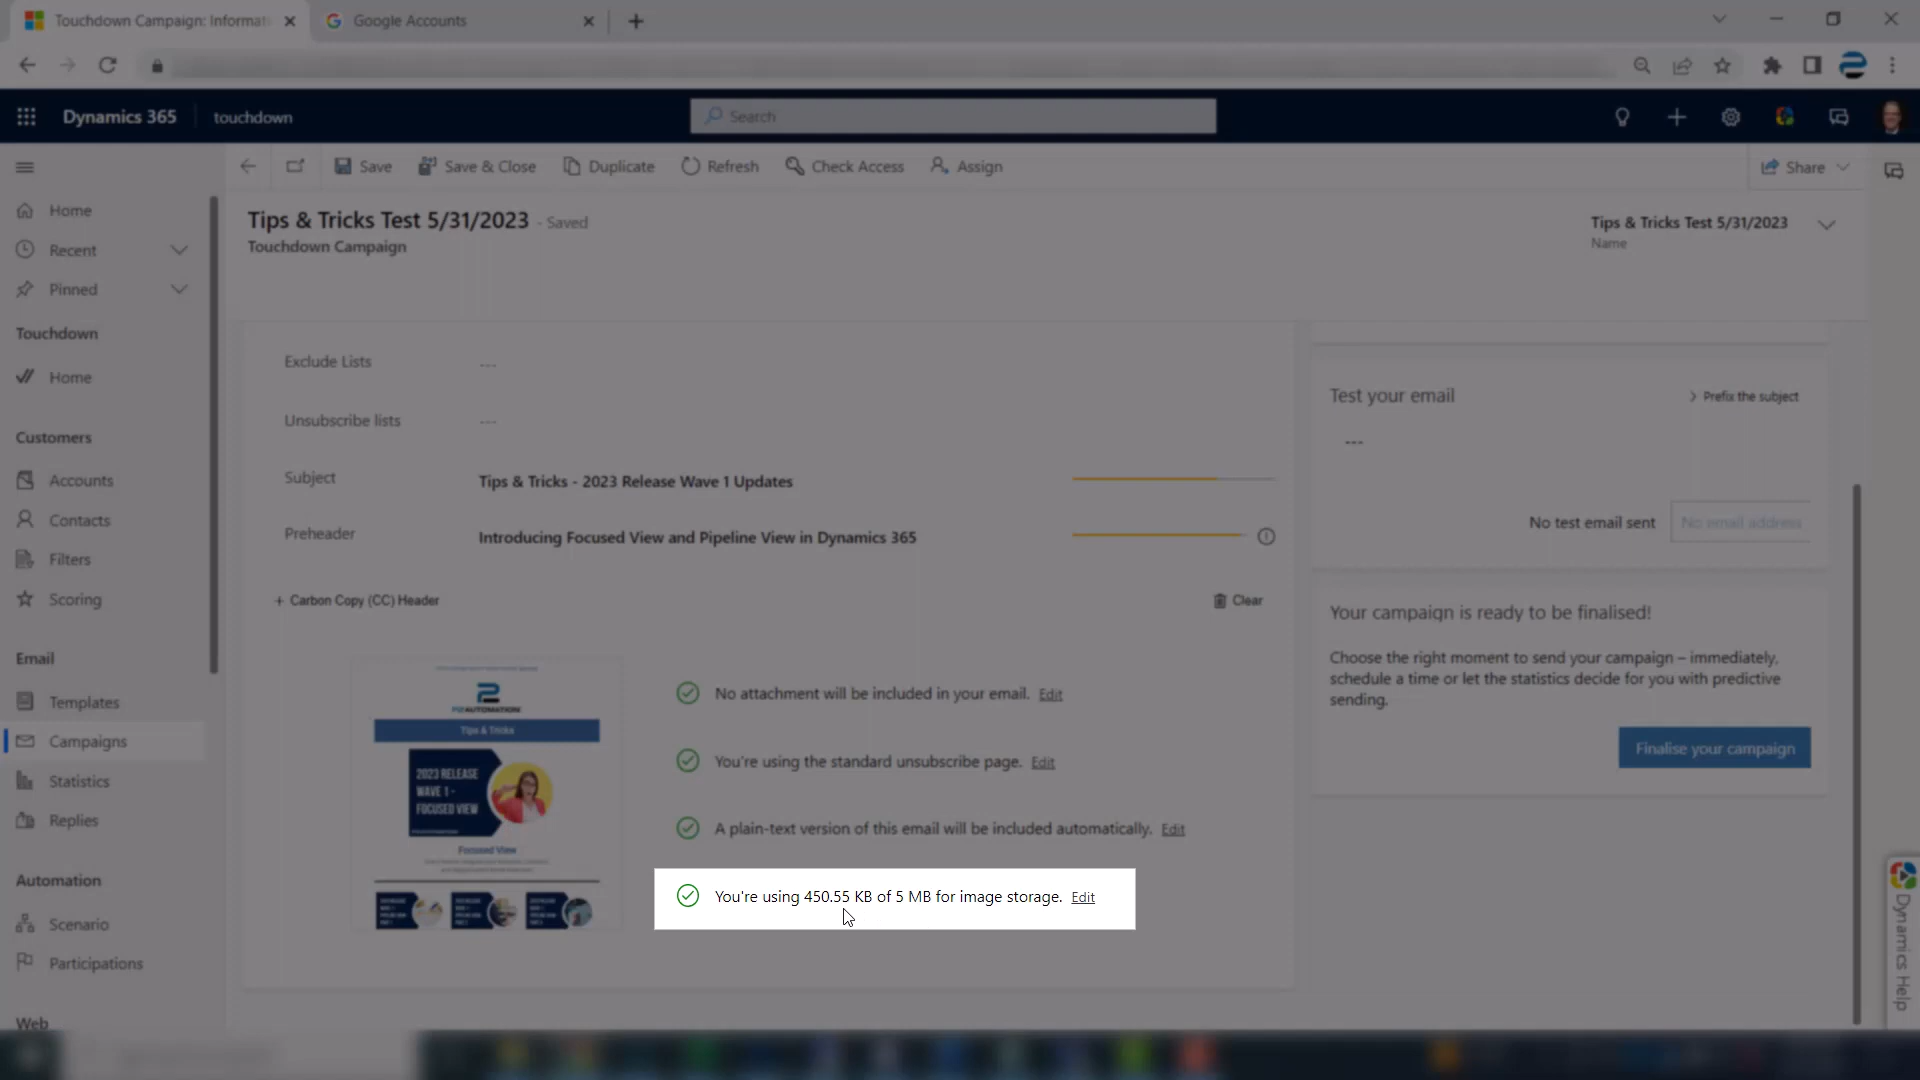 Touchdown Campaign: Informati
Google Accounts
Dynamics 365
touchdown
Search
Save
Save & Close
Duplicate
Refresh
Check Access
Assign
Share
Home
Recent
Pinned
Touchdown
Home
Customers
Accounts
Contacts
Filters
Scoring
Email
Templates
Campaigns
Statistics
Replies
Automation
Scenario
Participations
Web
Tips & Tricks Test 5/31/2023 - Saved
Touchdown Campaign
Tips & Tricks Test 5/31/2023
Name
Exclude Lists
---
Unsubscribe lists
---
Subject
Tips & Tricks - 2023 Release Wave 1 Updates
Preheader
Introducing Focused View and Pipeline View in Dynamics 365
+ Carbon Copy (CC) Header
Clear
Tips & Tricks
2023 RELEASE
WAVE 1 -
FOCUSED VIEW
Focused View
No attachment will be included in your email. Edit
You're using the standard unsubscribe page. Edit
A plain-text version of this email will be included automatically. Edit
You're using 450.55 KB of 5 MB for image storage. Edit
Test your email
Prefix the subject
---
No test email sent
No email address
Your campaign is ready to be finalised!
Choose the right moment to send your campaign – immediately,
schedule a time or let the statistics decide for you with predictive
sending.
Finalise your campaign
Dynamics Help